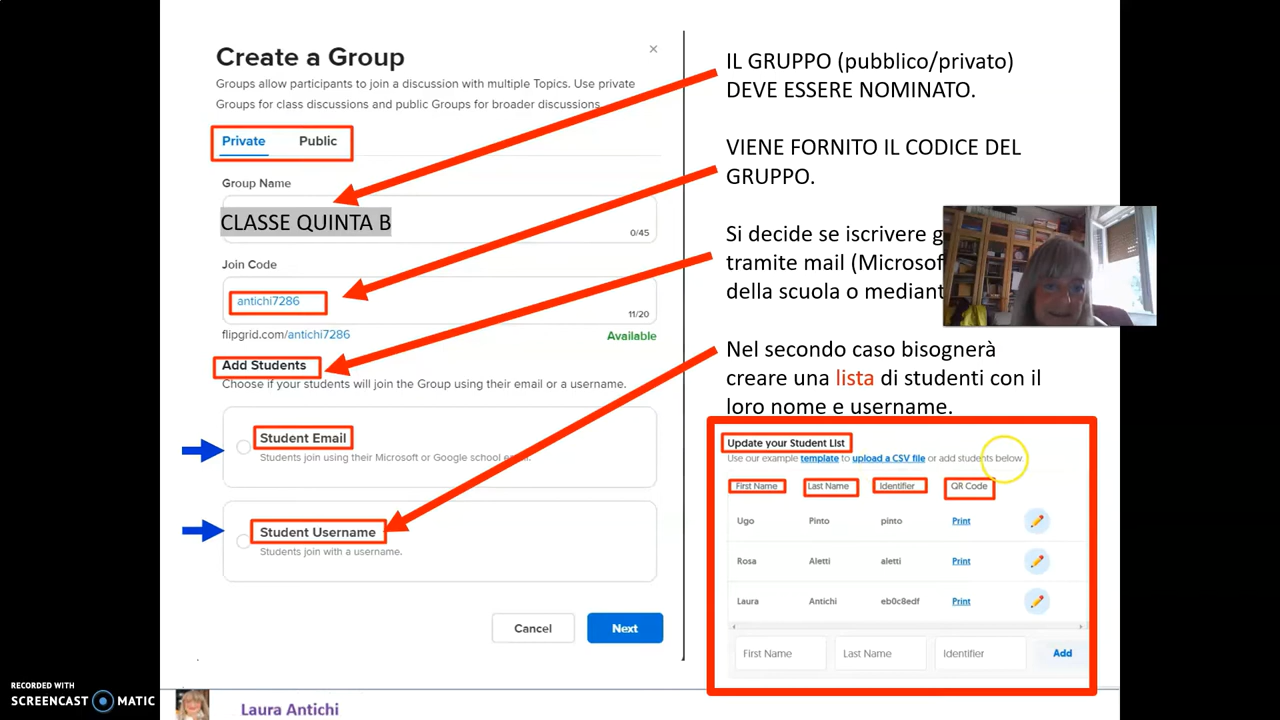 Create a Group
×
Groups allow participants to join a discussion with multiple Topics. Use private
Groups for class discussions and public Groups for broader discussions.
Private Public
Group Name
CLASSE QUINTA B
0/45
Join Code
antichi7286
11/20
flipgrid.com/antichi7286
Available
Add Students
Choose if your students will join the Group using their email or a username.
Student Email
Students join using their Microsoft or Google school
Student Username
Students join with a username.
Cancel Next
IL GRUPPO (pubblico/privato)
DEVE ESSERE NOMINATO.
VIENE FORNITO IL CODICE DEL
GRUPPO.
Si decide se iscrivere
tramite mail
della scuola o
Nel secondo caso bisognerà
creare una lista di studenti con il
loro nome e username.
Update your Student List
Use our example template to upload a CSV file or add students below.
First Name Last Name Identifier QR Code
Ugo Pinto pinto Print
Rosa Aletti aletti Print
Laura Antichi eb0c8edf Print
First Name Last Name Identifier Add
RECORDED WITH
SCREENCAST MATIC
Laura Antichi